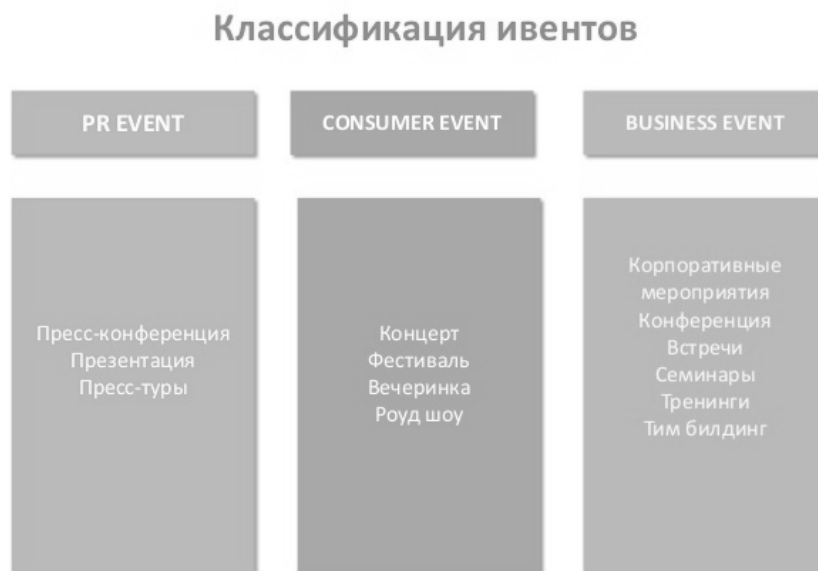 Классификация ивентов
PR EVENT
CONSUMER EVENT
BUSINESS EVENT
Пресс-конференция
Презентация
Пресс-туры
Концерт
Фестиваль
Вечеринка
Роуд шоу
Корпоративные
мероприятия
Конференция
Встречи
Семинары
Тренинги
Тим билдинг